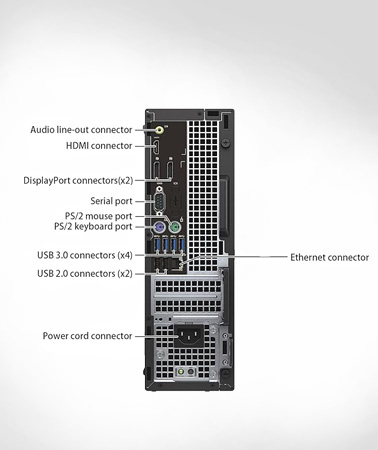 Audio line-out connector
HDMI connector
DisplayPort connectors(x2)
Serial port
PS/2 mouse port
PS/2 keyboard port
USB 3.0 connectors (x4)
Ethernet connector
USB 2.0 connectors (x2)
Power cord connector